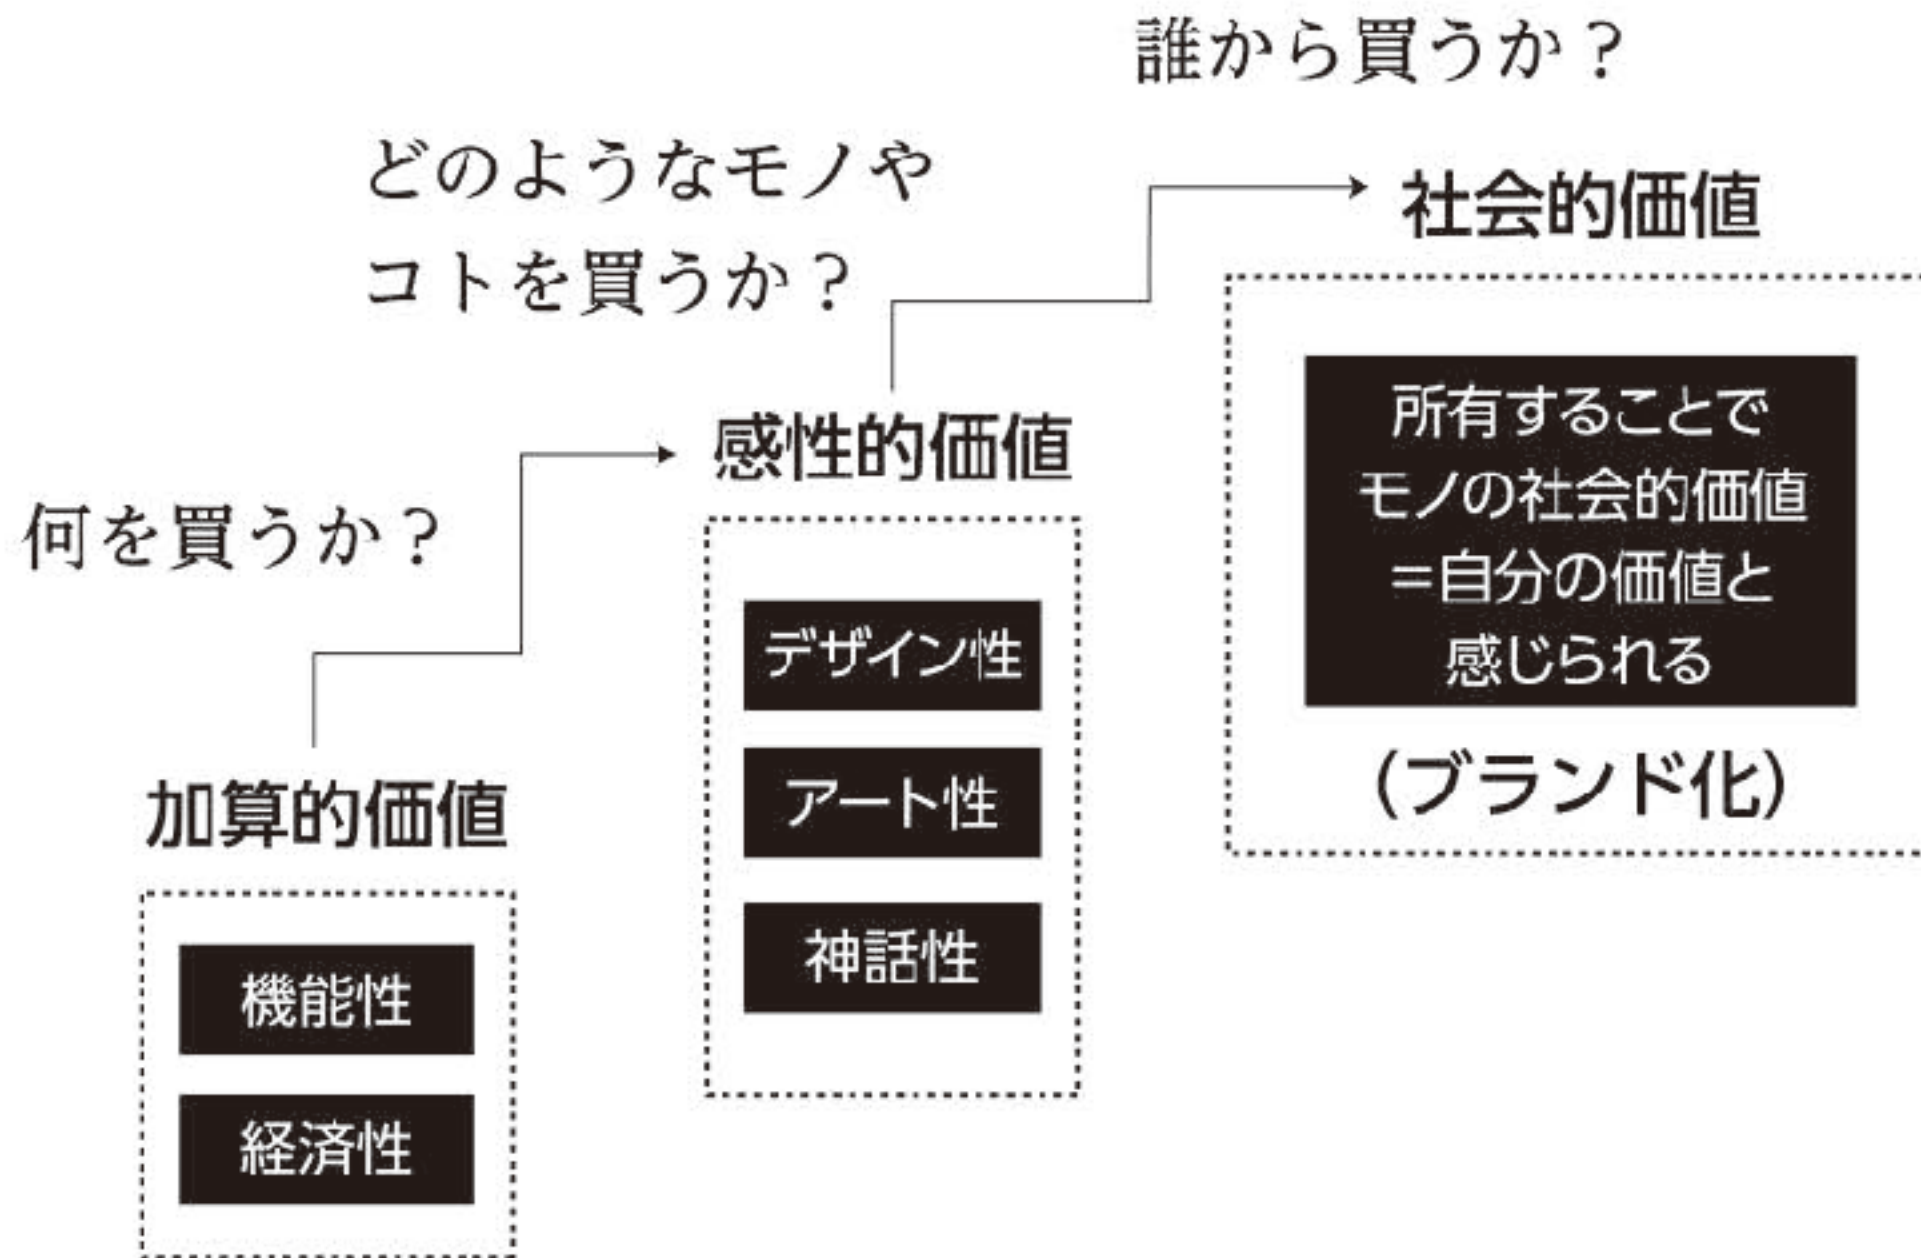 誰から買うか？
どのようなモノや
コトを買うか？
社会的価値
所有することで
モノの社会的価値
＝自分の価値と
感じられる
（ブランド化）
感性的価値
デザイン性
アート性
神話性
何を買うか？
加算的価値
機能性
経済性